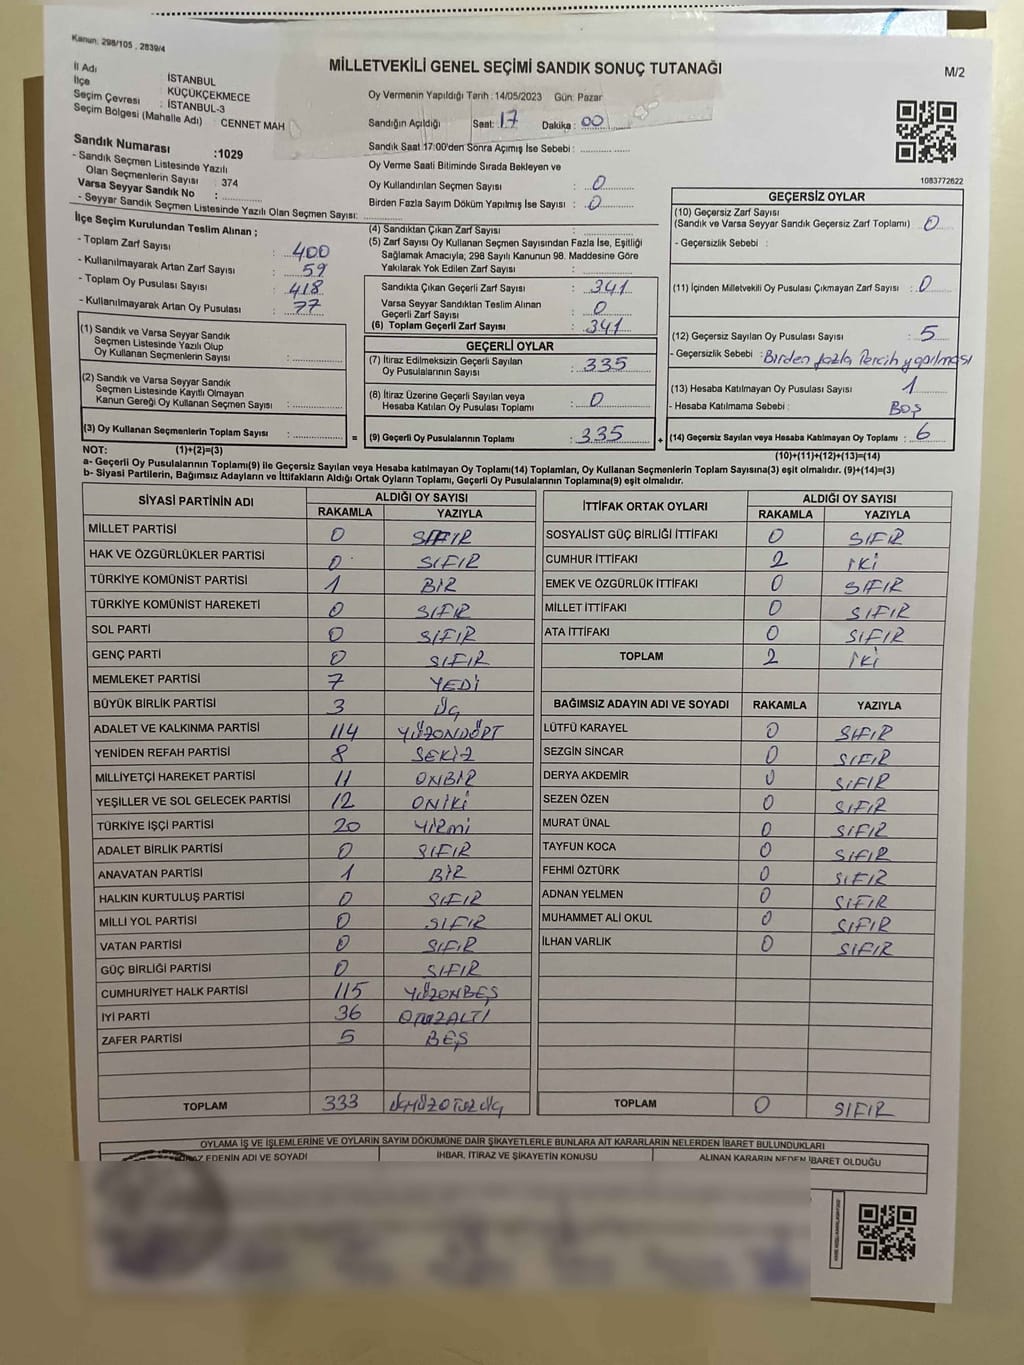 Kanun: 298/105 , 2839/4
MİLLETVEKİLİ GENEL SEÇİMİ SANDIK SONUÇ TUTANAĞI
M/2
İl Adı : İSTANBUL
İlçe : KÜÇÜKÇEKMECE
Seçim Çevresi : İSTANBUL-3
Seçim Bölgesi (Mahalle Adı) : CENNET MAH
Oy Vermenin Yapıldığı Tarih : 14/05/2023 Gün: Pazar
Sandığın Açıldığı Saat: 17 Dakika : 00
Sandık Saat 17:00'den Sonra Açımış İse Sebebi :
Oy Verme Saati Bitiminde Sırada Bekleyen ve
Oy Kullandırılan Seçmen Sayısı : 0
Birden Fazla Sayım Döküm Yapılmış İse Sayısı : 0
Sandık Numarası :1029
- Sandık Seçmen Listesinde Yazılı
Olan Seçmenlerin Sayısı : 374
Varsa Seyyar Sandık No :
- Seyyar Sandık Seçmen Listesinde Yazılı Olan Seçmen Sayısı:
1083772622
İlçe Seçim Kurulundan Teslim Alınan ;
- Toplam Zarf Sayısı : 400
- Kullanılmayarak Artan Zarf Sayısı : 59
- Toplam Oy Pusulası Sayısı : 418
- Kullanılmayarak Artan Oy Pusulası : 77
(1) Sandık ve Varsa Seyyar Sandık
Seçmen Listesinde Yazılı Olup
Oy Kullanan Seçmenlerin Sayısı :
(2) Sandık ve Varsa Seyyar Sandık
Seçmen Listesinde Kayıtlı Olmayan
Kanun Gereği Oy Kullanan Seçmen Sayısı :
(3) Oy Kullanan Seçmenlerin Toplam Sayısı : =
(1)+(2)=(3)
(4) Sandıktan Çıkan Zarf Sayısı :
(5) Zarf Sayısı Oy Kullanan Seçmen Sayısından Fazla İse, Eşitliği
Sağlamak Amacıyla; 298 Sayılı Kanunun 98. Maddesine Göre
Yakılarak Yok Edilen Zarf Sayısı :
Sandıkta Çıkan Geçerli Zarf Sayısı : 341
Varsa Seyyar Sandıktan Teslim Alınan
Geçerli Zarf Sayısı : 0
(6) Toplam Geçerli Zarf Sayısı : 341
GEÇERLİ OYLAR
(7) İtiraz Edilmeksizin Geçerli Sayılan
Oy Pusulalarının Sayısı : 335
(8) İtiraz Üzerine Geçerli Sayılan veya
Hesaba Katılan Oy Pusulası Toplamı : 0
(9) Geçerli Oy Pusulalarının Toplamı : 335 +
GEÇERSİZ OYLAR
(10) Geçersiz Zarf Sayısı
(Sandık ve Varsa Seyyar Sandık Geçersiz Zarf Toplamı) : 0
- Geçersizlik Sebebi :
(11) İçinden Milletvekili Oy Pusulası Çıkmayan Zarf Sayısı : 0
(12) Geçersiz Sayılan Oy Pusulası Sayısı : 5
- Geçersizlik Sebebi : Birden fazla Tercih yapılması
(13) Hesaba Katılmayan Oy Pusulası Sayısı : 1
- Hesaba Katılmama Sebebi : BOŞ
(14) Geçersiz Sayılan veya Hesaba Katılmayan Oy Toplamı : 6
(10)+(11)+(12)+(13)=(14)
NOT:
a- Geçerli Oy Pusulalarının Toplamı(9) ile Geçersiz Sayılan veya Hesaba katılmayan Oy Toplamı(14) Toplamları, Oy Kullanan Seçmenlerin Toplam Sayısına(3) eşit olmalıdır. (9)+(14)=(3)
b- Siyasi Partilerin, Bağımsız Adayların ve İttifakların Aldığı Ortak Oyların Toplamı, Geçerli Oy Pusulalarının Toplamına(9) eşit olmalıdır.
SİYASİ PARTİNİN ADI ALDIĞI OY SAYISI
RAKAMLA YAZIYLA
MİLLET PARTİSİ 0 SIFIR
HAK VE ÖZGÜRLÜKLER PARTİSİ 0 SIFIR
TÜRKİYE KOMÜNİST PARTİSİ 1 BİR
TÜRKİYE KOMÜNİST HAREKETİ 0 SIFIR
SOL PARTİ 0 SIFIR
GENÇ PARTİ 0 SIFIR
MEMLEKET PARTİSİ 7 YEDİ
BÜYÜK BİRLİK PARTİSİ 3 ÜÇ
ADALET VE KALKINMA PARTİSİ 114 YÜZONDÖRT
YENİDEN REFAH PARTİSİ 8 SEKİZ
MİLLİYETÇİ HAREKET PARTİSİ 11 ONBİR
YEŞİLLER VE SOL GELECEK PARTİSİ 12 ONİKİ
TÜRKİYE İŞÇİ PARTİSİ 20 YİRMİ
ADALET BİRLİK PARTİSİ 0 SIFIR
ANAVATAN PARTİSİ 1 BİR
HALKIN KURTULUŞ PARTİSİ 0 SIFIR
MİLLİ YOL PARTİSİ 0 SIFIR
VATAN PARTİSİ 0 SIFIR
GÜÇ BİRLİĞİ PARTİSİ 0 SIFIR
CUMHURİYET HALK PARTİSİ 115 YÜZONBEŞ
İYİ PARTİ 36 OTUZALTI
ZAFER PARTİSİ 5 BEŞ
TOPLAM 333 ÜÇYÜZOTUZÜÇ
İTTİFAK ORTAK OYLARI ALDIĞI OY SAYISI
RAKAMLA YAZIYLA
SOSYALİST GÜÇ BİRLİĞİ İTTİFAKI 0 SIFIR
CUMHUR İTTİFAKI 2 İKİ
EMEK VE ÖZGÜRLÜK İTTİFAKI 0 SIFIR
MİLLET İTTİFAKI 0 SIFIR
ATA İTTİFAKI 0 SIFIR
TOPLAM 2 İKİ
BAĞIMSIZ ADAYIN ADI VE SOYADI RAKAMLA YAZIYLA
LÜTFÜ KARAYEL 0 SIFIR
SEZGİN SİNCAR 0 SIFIR
DERYA AKDEMİR 0 SIFIR
SEZEN ÖZEN 0 SIFIR
MURAT ÜNAL 0 SIFIR
TAYFUN KOCA 0 SIFIR
FEHMİ ÖZTÜRK 0 SIFIR
ADNAN YELMEN 0 SIFIR
MUHAMMET ALİ OKUL 0 SIFIR
İLHAN VARLIK 0 SIFIR
TOPLAM 0 SIFIR
OYLAMA İŞ VE İŞLEMLERİNE VE OYLARIN SAYIM DÖKÜMÜNE DAİR ŞİKAYETLERLE BUNLARA AİT KARARLARIN NELERDEN İBARET BULUNDUKLARI
EDENİN ADI VE SOYADI İHBAR, İTİRAZ VE ŞİKAYETİN KONUSU ALINAN KARARIN NEDEN İBARET OLDUĞU